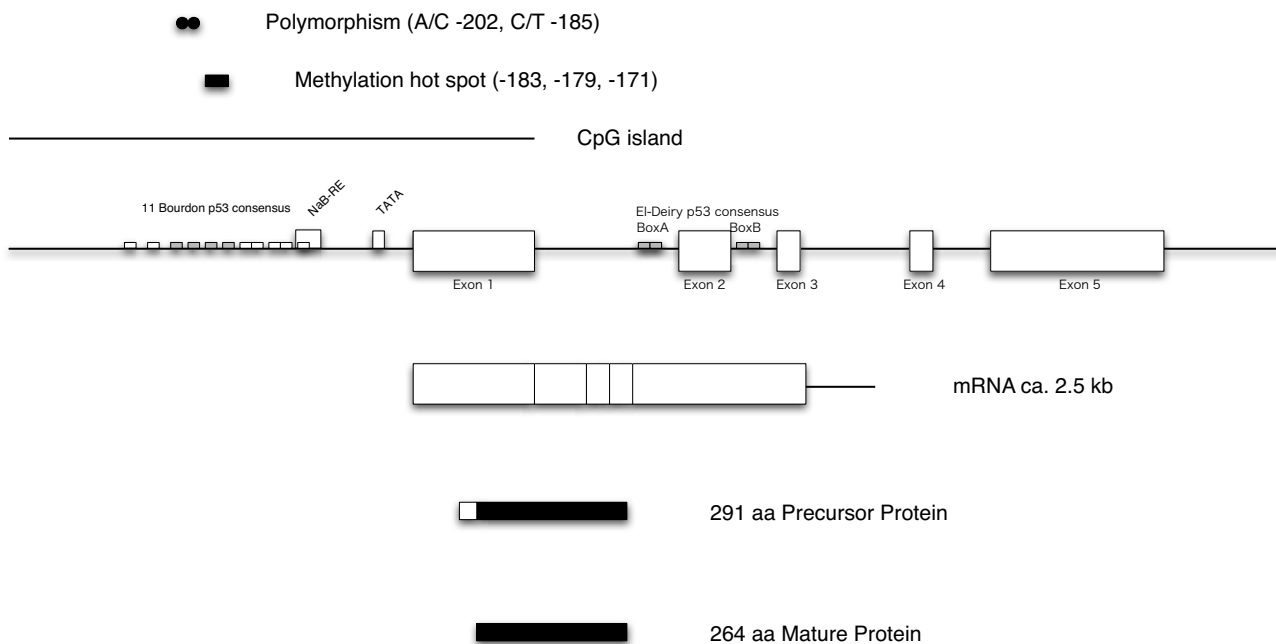 Polymorphism (A/C -202, C/T -185)
Methylation hot spot (-183, -179, -171)
CpG island
11 Bourdon p53 consensus
NaB-RE
TATA
El-Deiry p53 consensus
BoxA
BoxB
Exon 1
Exon 2
Exon 3
Exon 4
Exon 5
mRNA ca. 2.5 kb
291 aa Precursor Protein
264 aa Mature Protein